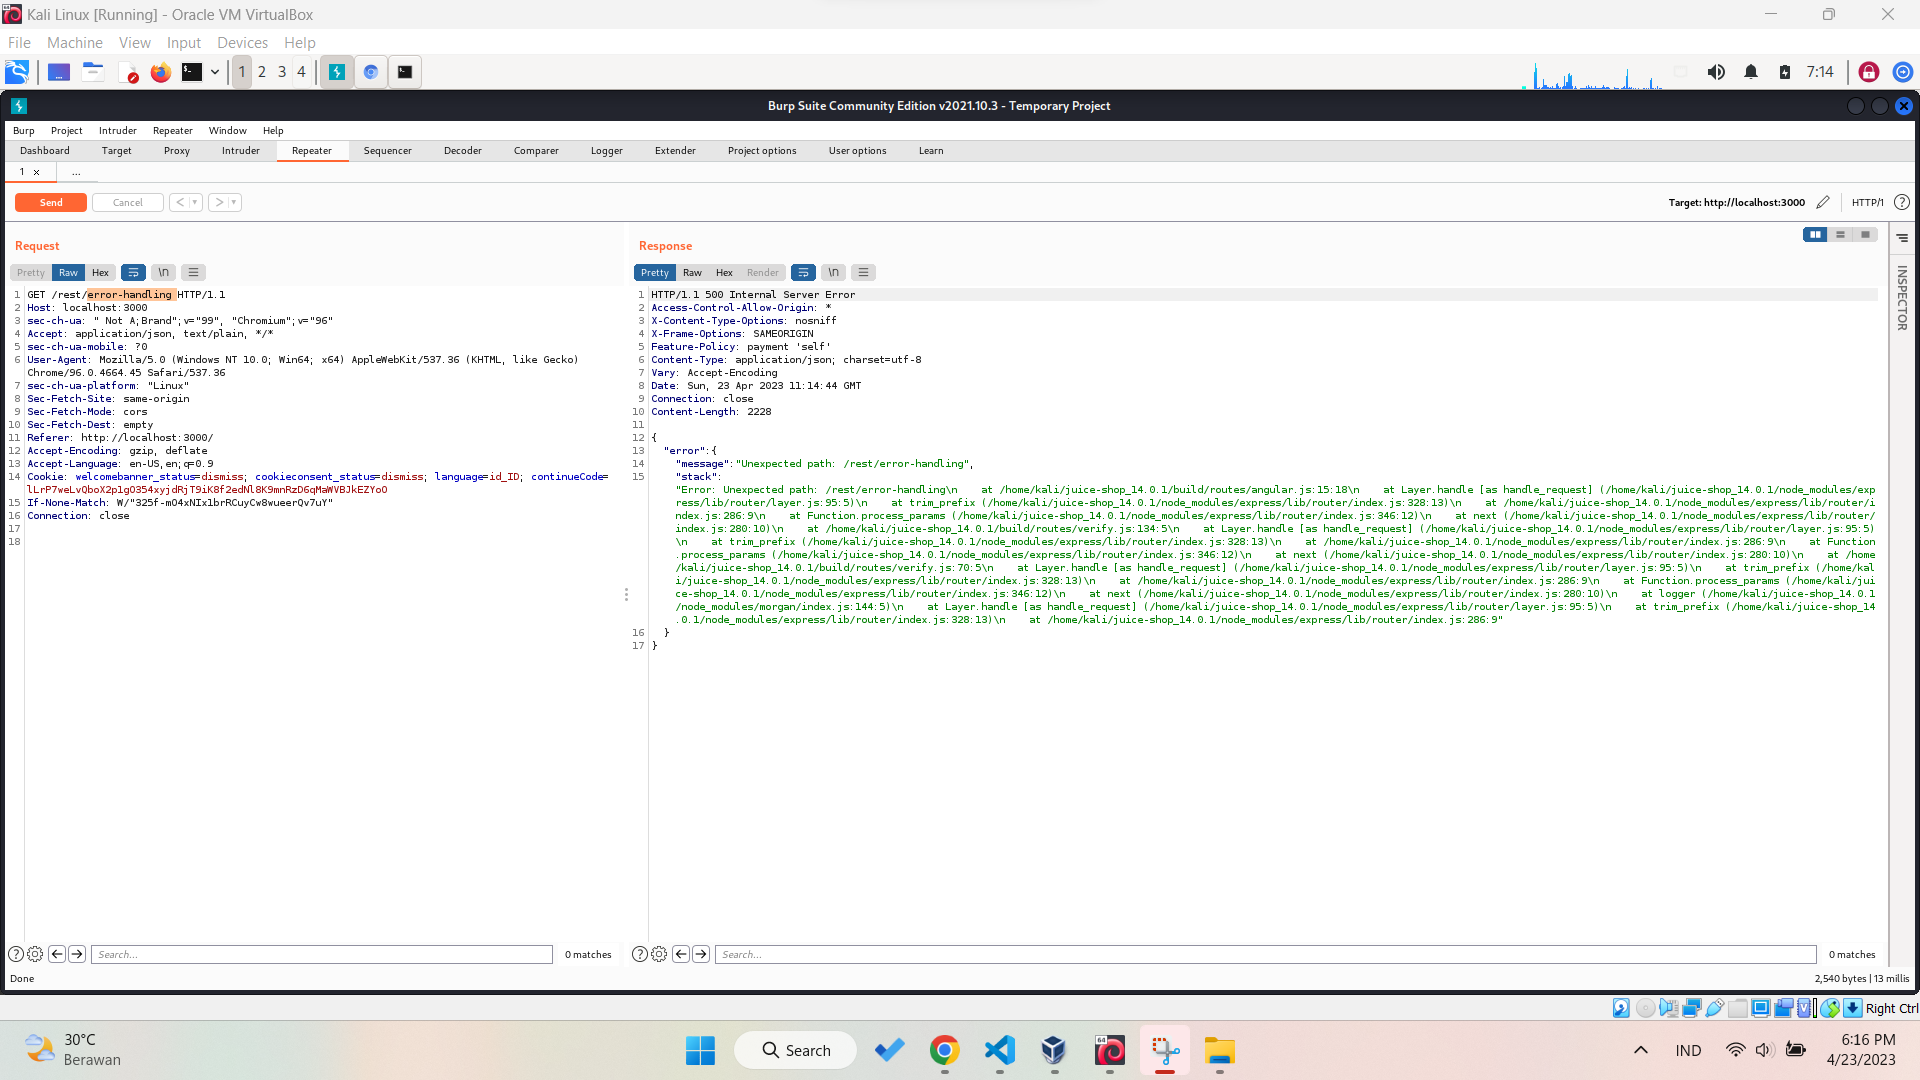 Kali Linux [Running] - Oracle VM VirtualBox
File Machine View Input Devices Help
1 2 3 4
7:14
Burp Suite Community Edition v2021.10.3 - Temporary Project
Burp Project Intruder Repeater Window Help
Dashboard Target Proxy Intruder Repeater Sequencer Decoder Comparer Logger Extender Project options User options Learn
1 × ...
Send Cancel < > Target: http://localhost:3000 HTTP/1 ?
Request
Pretty Raw Hex \n
1 GET /rest/error-handling HTTP/1.1
2 Host: localhost:3000
3 sec-ch-ua: " Not A;Brand";v="99", "Chromium";v="96"
4 Accept: application/json, text/plain, */*
5 sec-ch-ua-mobile: ?0
6 User-Agent: Mozilla/5.0 (Windows NT 10.0; Win64; x64) AppleWebKit/537.36 (KHTML, like Gecko)
Chrome/96.0.4664.45 Safari/537.36
7 sec-ch-ua-platform: "Linux"
8 Sec-Fetch-Site: same-origin
9 Sec-Fetch-Mode: cors
10 Sec-Fetch-Dest: empty
11 Referer: http://localhost:3000/
12 Accept-Encoding: gzip, deflate
13 Accept-Language: en-US,en;q=0.9
14 Cookie: welcomebanner_status=dismiss; cookieconsent_status=dismiss; language=id_ID; continueCode=
15 If-None-Match:
16 Connection: close
17
18
Search... 0 matches
Response
Pretty Raw Hex Render \n
1 HTTP/1.1 500 Internal Server Error
2 Access-Control-Allow-Origin: *
3 X-Content-Type-Options: nosniff
4 X-Frame-Options: SAMEORIGIN
5 Feature-Policy: payment 'self'
6 Content-Type: application/json; charset=utf-8
7 Vary: Accept-Encoding
8 Date: Sun, 23 Apr 2023 11:14:44 GMT
9 Connection: close
10 Content-Length: 2228
11
12 {
13 "error":{
14 "message":"Unexpected path: /rest/error-handling",
15 "stack":
"Error: Unexpected path: /rest/error-handling\n    at /home/kali/juice-shop_14.0.1/build/routes/angular.js:15:18\n    at Layer.handle [as handle_request] (/home/kali/juice-shop_14.0.1/node_modules/exp
ress/lib/router/layer.js:95:5)\n    at trim_prefix (/home/kali/juice-shop_14.0.1/node_modules/express/lib/router/index.js:328:13)\n    at /home/kali/juice-shop_14.0.1/node_modules/express/lib/router/i
ndex.js:286:9\n    at Function.process_params (/home/kali/juice-shop_14.0.1/node_modules/express/lib/router/index.js:346:12)\n    at next (/home/kali/juice-shop_14.0.1/node_modules/express/lib/router/
index.js:280:10)\n    at /home/kali/juice-shop_14.0.1/build/routes/verify.js:134:5\n    at Layer.handle [as handle_request] (/home/kali/juice-shop_14.0.1/node_modules/express/lib/router/layer.js:95:5)
\n    at trim_prefix (/home/kali/juice-shop_14.0.1/node_modules/express/lib/router/index.js:328:13)\n    at /home/kali/juice-shop_14.0.1/node_modules/express/lib/router/index.js:286:9\n    at Function
.process_params (/home/kali/juice-shop_14.0.1/node_modules/express/lib/router/index.js:346:12)\n    at next (/home/kali/juice-shop_14.0.1/node_modules/express/lib/router/index.js:280:10)\n    at /home
/kali/juice-shop_14.0.1/build/routes/verify.js:70:5\n    at Layer.handle [as handle_request] (/home/kali/juice-shop_14.0.1/node_modules/express/lib/router/layer.js:95:5)\n    at trim_prefix (/home/kal
i/juice-shop_14.0.1/node_modules/express/lib/router/index.js:328:13)\n    at /home/kali/juice-shop_14.0.1/node_modules/express/lib/router/index.js:286:9\n    at Function.process_params (/home/kali/jui
ce-shop_14.0.1/node_modules/express/lib/router/index.js:346:12)\n    at next (/home/kali/juice-shop_14.0.1/node_modules/express/lib/router/index.js:280:10)\n    at logger (/home/kali/juice-shop_14.0.1
/node_modules/morgan/index.js:144:5)\n    at Layer.handle [as handle_request] (/home/kali/juice-shop_14.0.1/node_modules/express/lib/router/layer.js:95:5)\n    at trim_prefix (/home/kali/juice-shop_14
.0.1/node_modules/express/lib/router/index.js:328:13)\n    at /home/kali/juice-shop_14.0.1/node_modules/express/lib/router/index.js:286:9"
16 }
17 }
Search... 0 matches
INSPECTOR
Done
2,540 bytes | 13 millis
Right Ctrl
30°C
Berawan
Search
64
IND
6:16 PM
4/23/2023